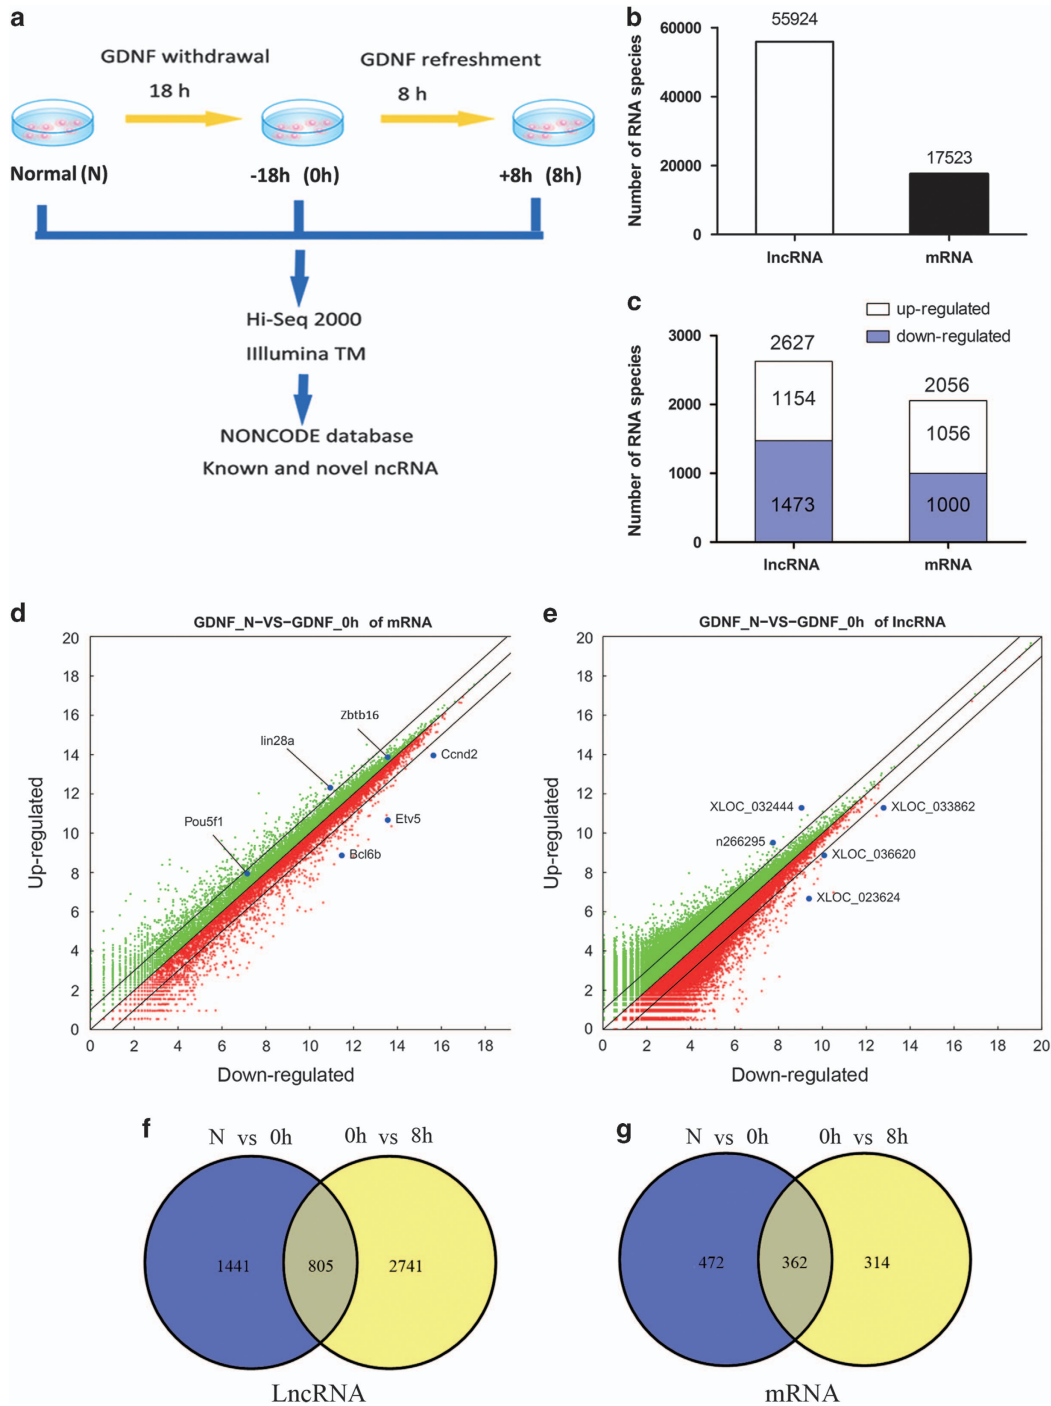 a
GDNF withdrawal
18 h
GDNF refreshment
8 h
Normal (N)
-18h (0h)
+8h (8h)
Hi-Seq 2000
IIllumina TM
NONCODE database
Known and novel ncRNA
b
Number of RNA species
60000
40000
20000
0
55924
17523
lncRNA
mRNA
c
up-regulated
down-regulated
Number of RNA species
3000
2000
1000
0
2627
1154
1473
2056
1056
1000
lncRNA
mRNA
d
GDNF_N-VS-GDNF_0h of mRNA
Up-regulated
20
18
16
14
12
10
8
6
4
2
0
Zbtb16
lin28a
Ccnd2
Pou5f1
Etv5
Bcl6b
0 2 4 6 8 10 12 14 16 18
Down-regulated
e
GDNF_N-VS-GDNF_0h of lncRNA
Up-regulated
20
18
16
14
12
10
8
6
4
2
0
XLOC_032444
XLOC_033862
n266295
XLOC_036620
XLOC_023624
0 2 4 6 8 10 12 14 16 18 20
Down-regulated
f
N vs 0h
0h vs 8h
1441
805
2741
LncRNA
g
N vs 0h
0h vs 8h
472
362
314
mRNA